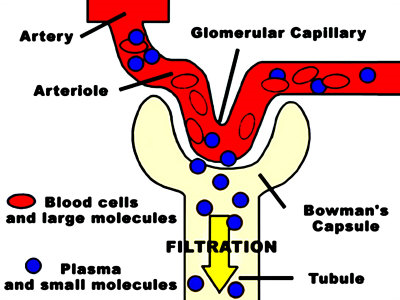 Artery
Glomerular Capillary
Arteriole
Blood cells
and large molecules
Bowman's
Capsule
FILTRATION
Plasma
and small molecules
Tubule